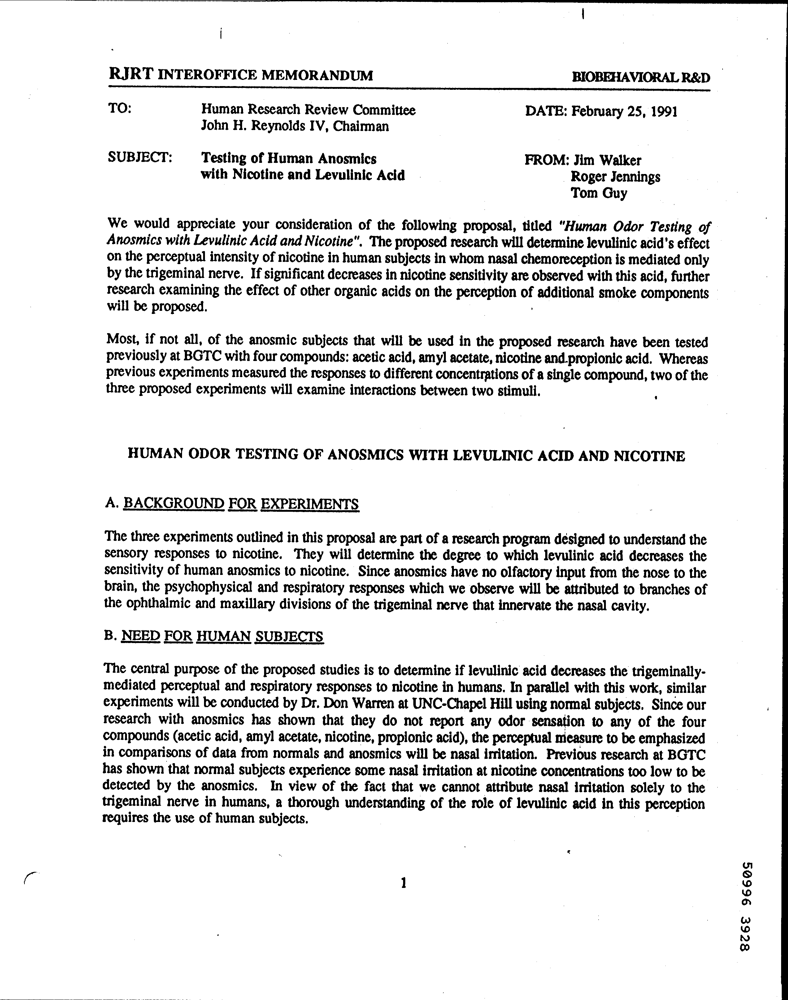 RJRT INTEROFFICE MEMORANDUM BIOBEHAVIORAL R&D
TO: Human Research Review Committee DATE: February 25, 1991
John H. Reynolds IV, Chairman
SUBJECT: Testing of Human Anosmics FROM: Jim Walker
with Nicotine and Levulinic Acid Roger Jennings
Tom Guy
We would appreciate your consideration of the following proposal, titled "Human Odor Testing of
Anosmics with Levulinic Acid and Nicotine". The proposed research will determine levulinic acid's effect
on the perceptual intensity of nicotine in human subjects in whom nasal chemoreception is mediated only
by the trigeminal nerve. If significant decreases in nicotine sensitivity are observed with this acid, further
research examining the effect of other organic acids on the perception of additional smoke components
will be proposed.
Most, if not all, of the anosmic subjects that will be used in the proposed research have been tested
previously at BGTC with four compounds: acetic acid, amyl acetate, nicotine and propionic acid. Whereas
previous experiments measured the responses to different concentrations of a single compound, two of the
three proposed experiments will examine interactions between two stimuli.
HUMAN ODOR TESTING OF ANOSMICS WITH LEVULINIC ACID AND NICOTINE
A. BACKGROUND FOR EXPERIMENTS
The three experiments outlined in this proposal are part of a research program designed to understand the
sensory responses to nicotine. They will determine the degree to which levulinic acid decreases the
sensitivity of human anosmics to nicotine. Since anosmics have no olfactory input from the nose to the
brain, the psychophysical and respiratory responses which we observe will be attributed to branches of
the ophthalmic and maxillary divisions of the trigeminal nerve that innervate the nasal cavity.
B. NEED FOR HUMAN SUBJECTS
The central purpose of the proposed studies is to determine if levulinic acid decreases the trigeminally-
mediated perceptual and respiratory responses to nicotine in humans. In parallel with this work, similar
experiments will be conducted by Dr. Don Warren at UNC-Chapel Hill using normal subjects. Since our
research with anosmics has shown that they do not report any odor sensation to any of the four
compounds (acetic acid, amyl acetate, nicotine, propionic acid), the perceptual measure to be emphasized
in comparisons of data from normals and anosmics will be nasal irritation. Previous research at BGTC
has shown that normal subjects experience some nasal irritation at nicotine concentrations too low to be
detected by the anosmics. In view of the fact that we cannot attribute nasal irritation solely to the
trigeminal nerve in humans, a thorough understanding of the role of levulinic acid in this perception
requires the use of human subjects.
1
50996 3928